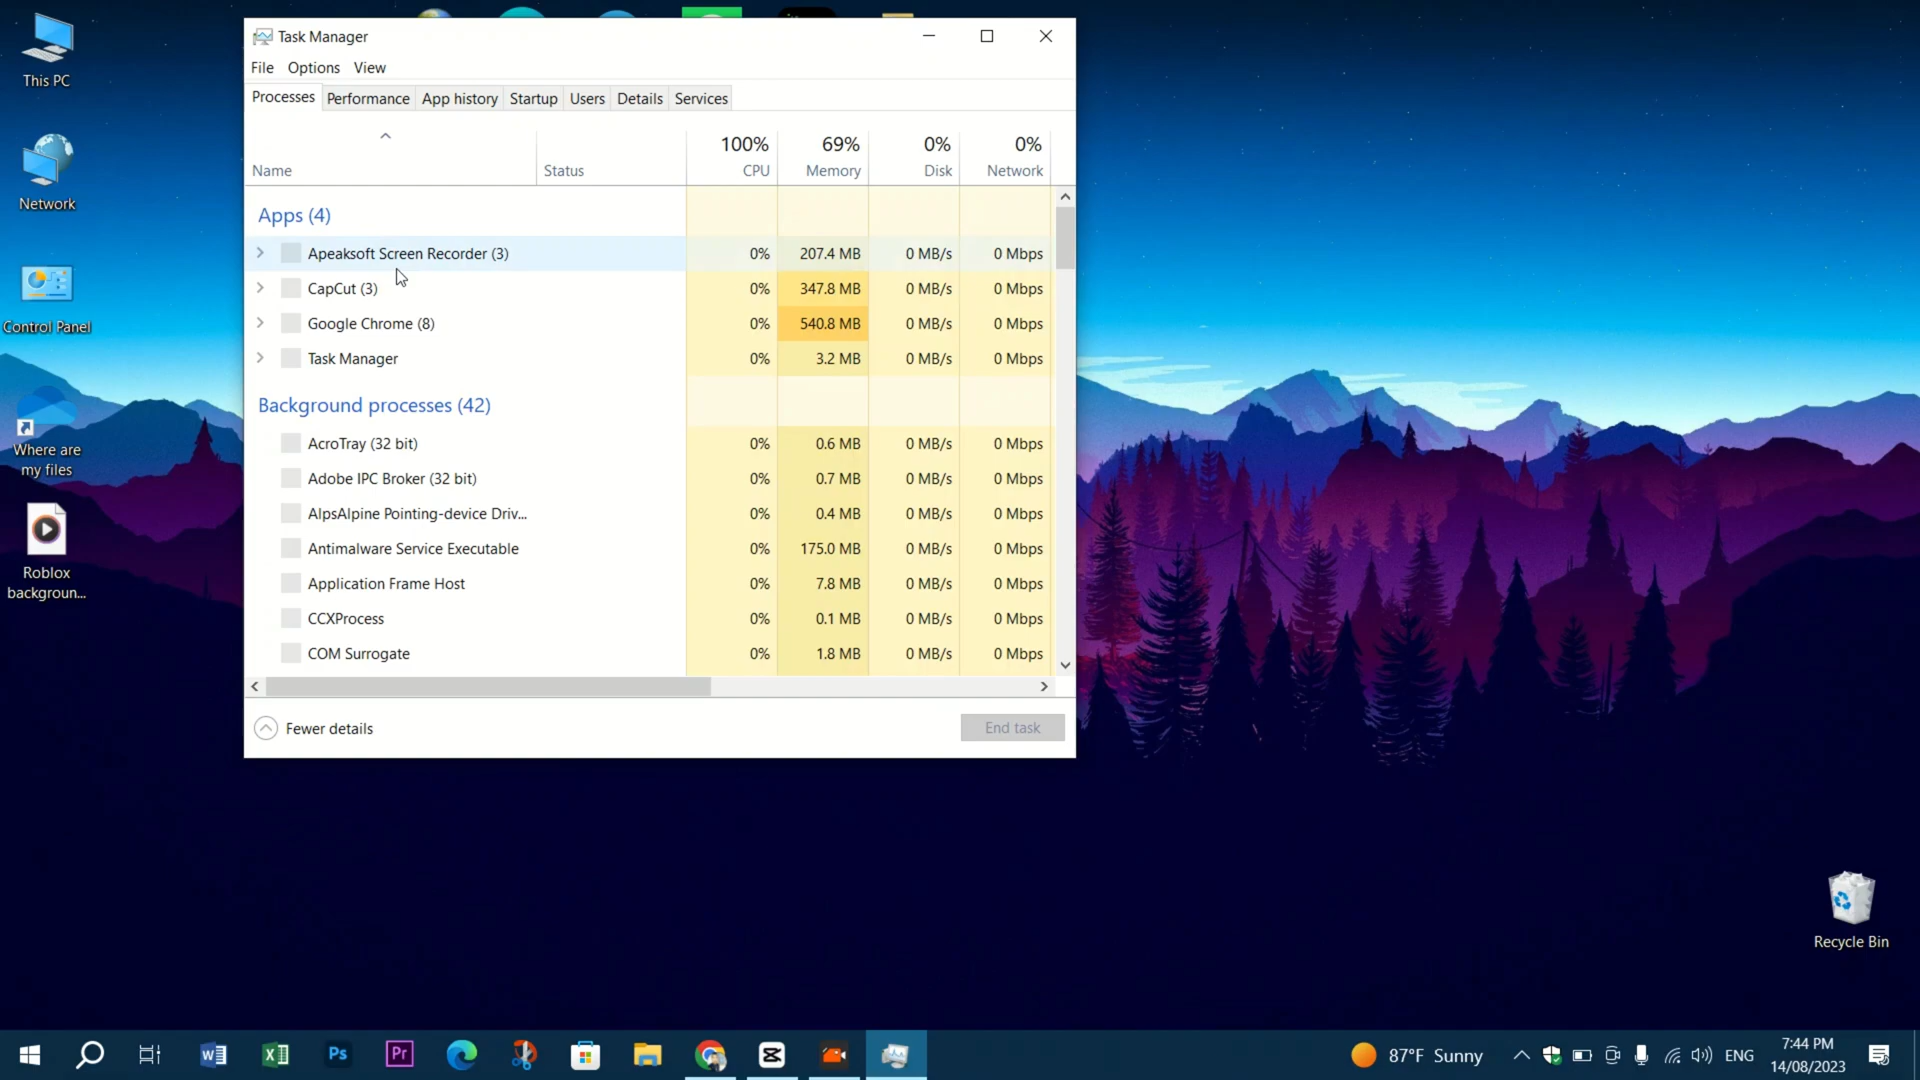 This PC
Network
Control Panel
Where are
my files
Roblox
backgroun...
Task Manager
File Options View
Processes Performance App history Startup Users Details Services
100% 69% 0% 0%
Name Status CPU Memory Disk Network
Apps (4)
Apeaksoft Screen Recorder (3) 0% 207.4 MB 0 MB/s 0 Mbps
CapCut (3) 0% 347.8 MB 0 MB/s 0 Mbps
Google Chrome (8) 0% 540.8 MB 0 MB/s 0 Mbps
Task Manager 0% 3.2 MB 0 MB/s 0 Mbps
Background processes (42)
AcroTray (32 bit) 0% 0.6 MB 0 MB/s 0 Mbps
Adobe IPC Broker (32 bit) 0% 0.7 MB 0 MB/s 0 Mbps
AlpsAlpine Pointing-device Driv... 0% 0.4 MB 0 MB/s 0 Mbps
Antimalware Service Executable 0% 175.0 MB 0 MB/s 0 Mbps
Application Frame Host 0% 7.8 MB 0 MB/s 0 Mbps
CCXProcess 0% 0.1 MB 0 MB/s 0 Mbps
COM Surrogate 0% 1.8 MB 0 MB/s 0 Mbps
Fewer details End task
Recycle Bin
W X Ps Pr 87°F Sunny ENG 7:44 PM
14/08/2023